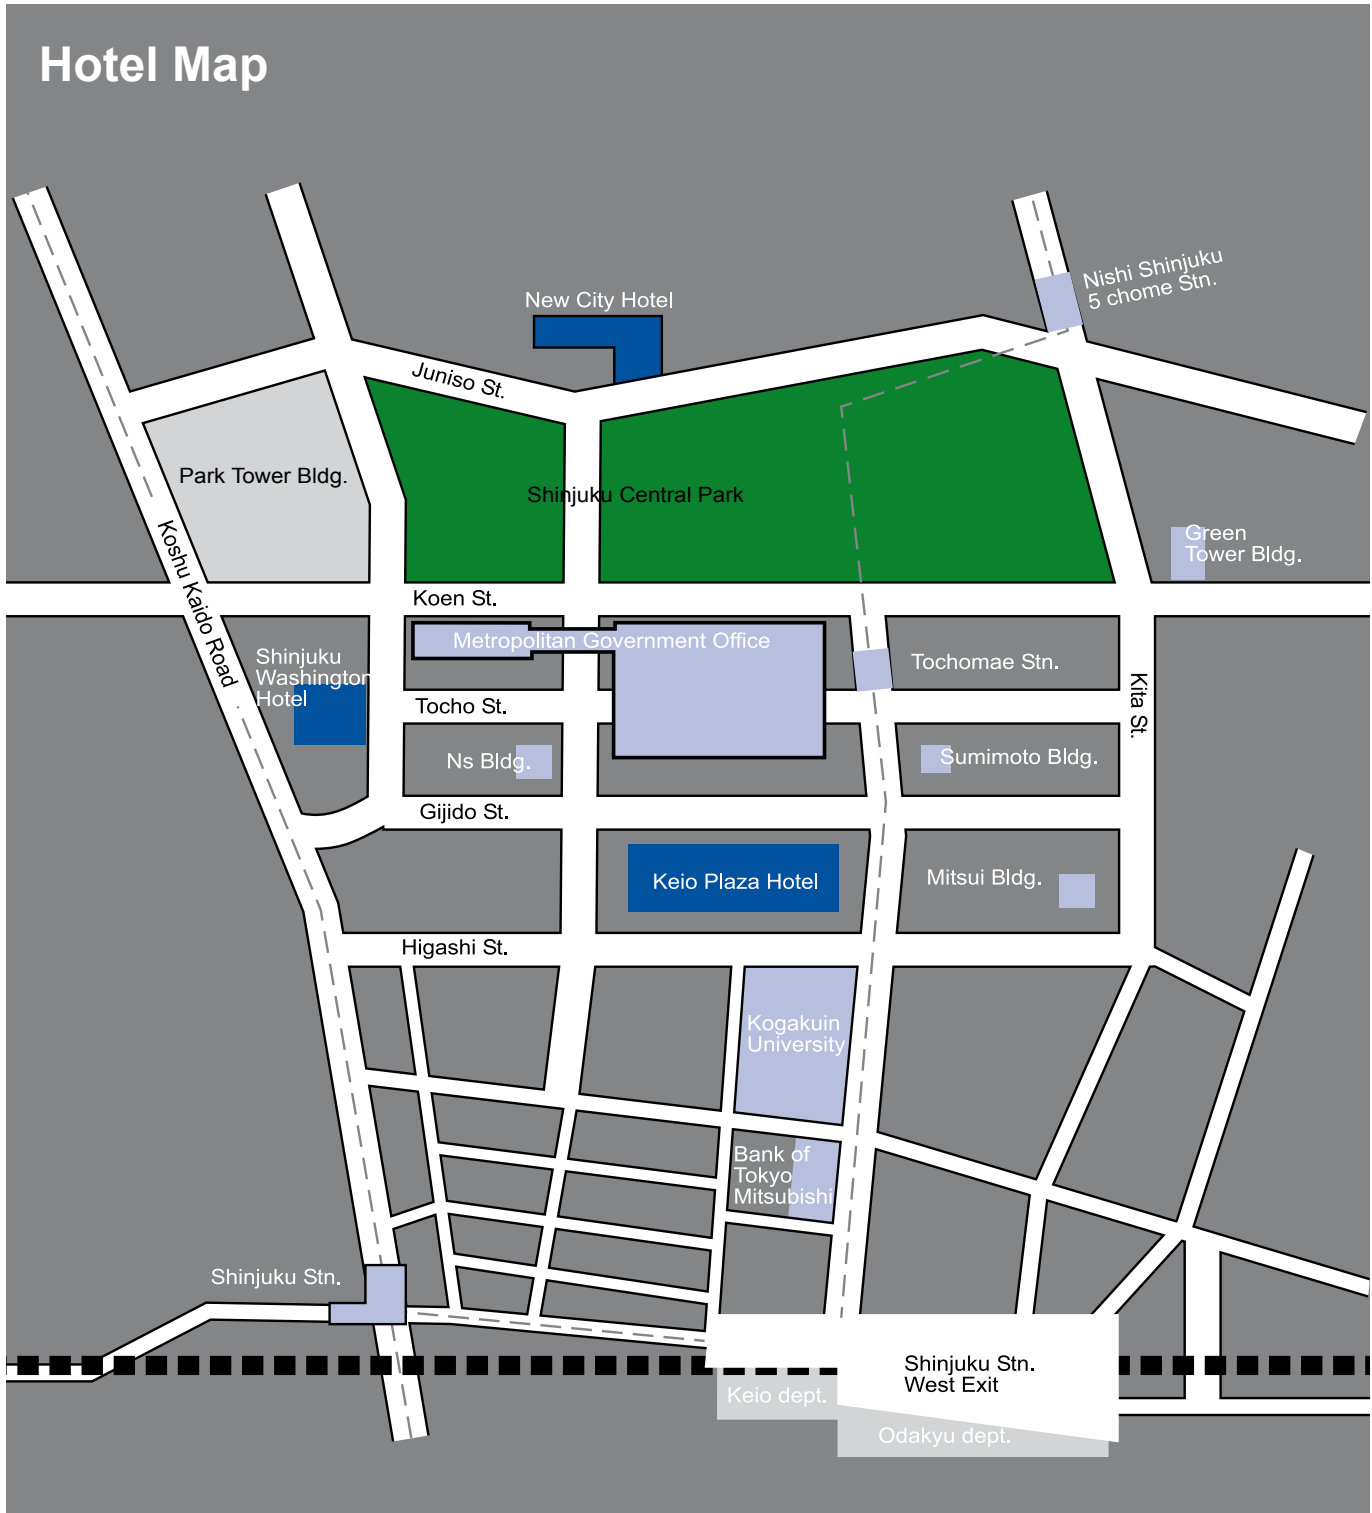 Hotel Map
Nishi Shinjuku
5 chome Stn.
New City Hotel
Juniso St.
Park Tower Bldg.
Shinjuku Central Park
Green
Tower Bldg.
Koshu Kaido Road
Koen St.
Metropolitan Government Office
Shinjuku
Washington
Hotel
Tochomae Stn.
Kita St.
Tocho St.
Ns Bldg.
Sumimoto Bldg.
Gijido St.
Keio Plaza Hotel
Mitsui Bldg.
Higashi St.
Kogakuin
University
Bank of
Tokyo
Mitsubishi
Shinjuku Stn.
Shinjuku Stn.
West Exit
Keio dept.
Odakyu dept.